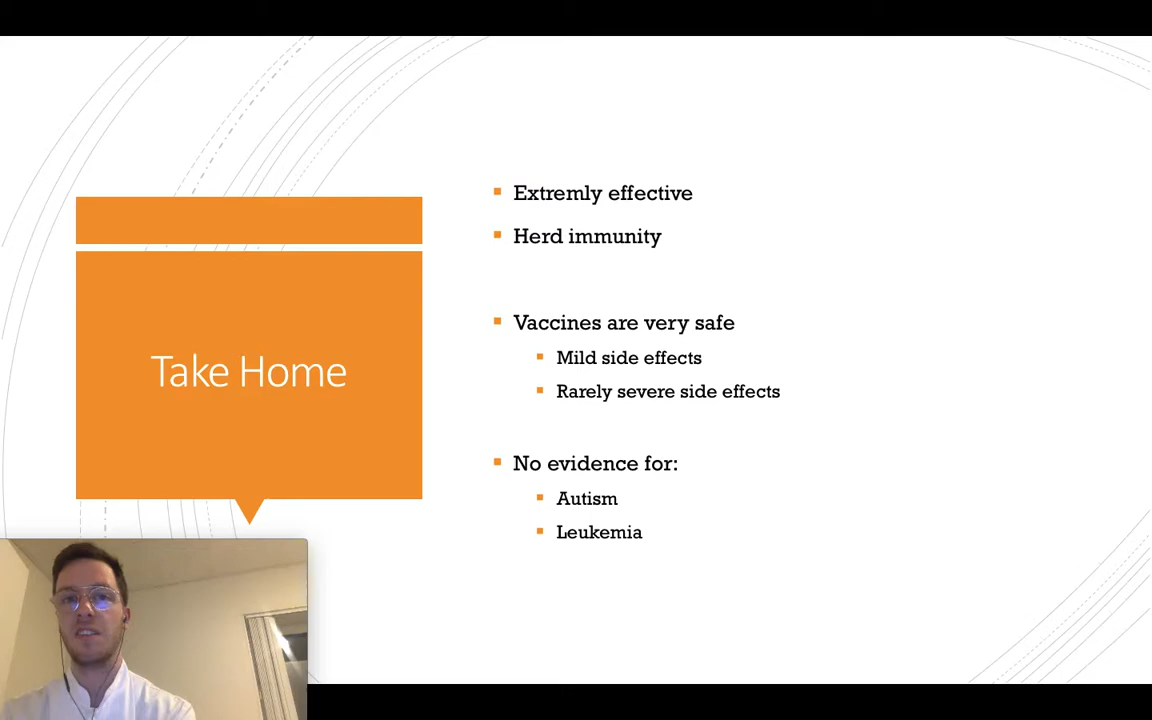 Take Home
Extremly effective
Herd immunity
Vaccines are very safe
Mild side effects
Rarely severe side effects
No evidence for:
Autism
Leukemia